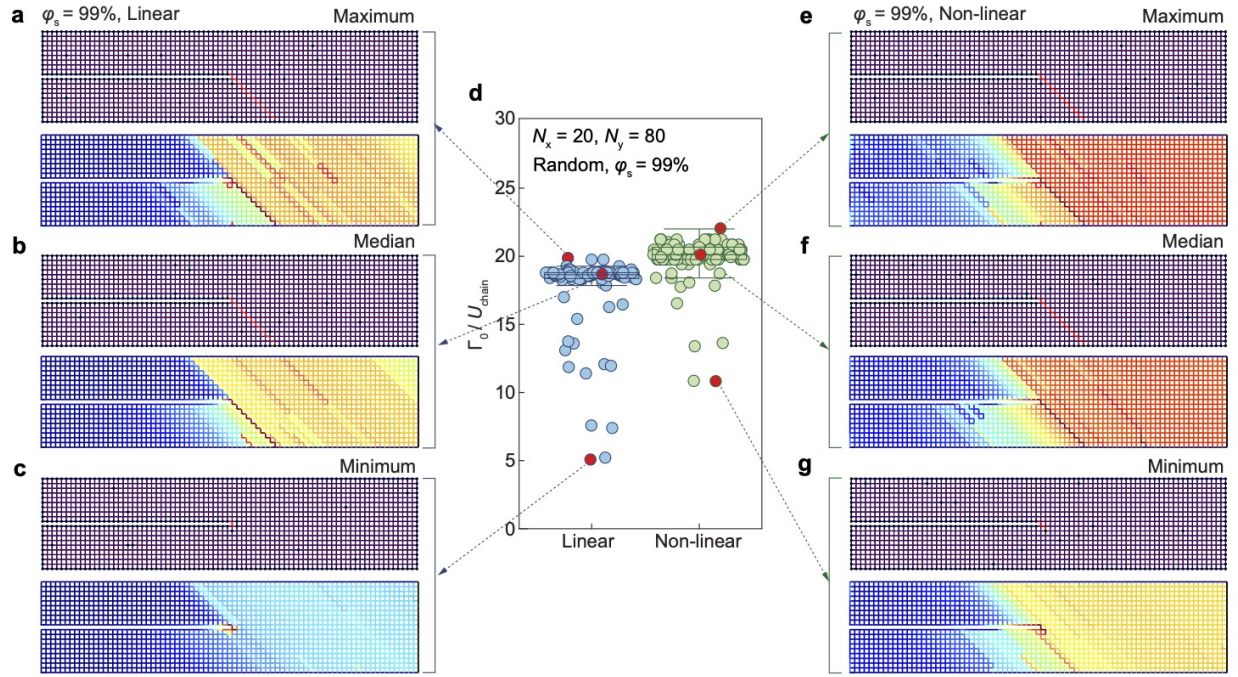 a
φs = 99%, Linear
Maximum
b
Median
c
Minimum
d
30
25
20
15
10
5
0
Γ0 / Uchain
Nx = 20, Ny = 80
Random, φs = 99%
Linear
Non-linear
e
φs = 99%, Non-linear
Maximum
f
Median
g
Minimum